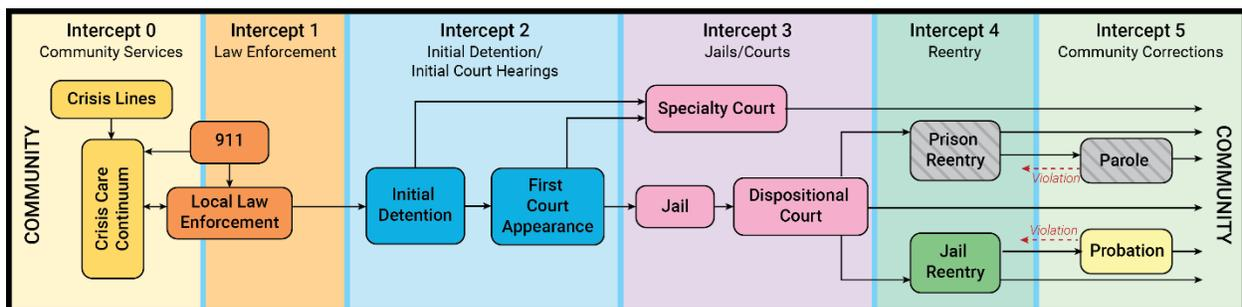 Intercept 0
Community Services
Intercept 1
Law Enforcement
Intercept 2
Initial Detention/
Initial Court Hearings
Intercept 3
Jails/Courts
Intercept 4
Reentry
Intercept 5
Community Corrections
COMMUNITY
Crisis Lines
Crisis Care
Continuum
911
Local Law
Enforcement
Initial
Detention
First
Court
Appearance
Specialty Court
Jail
Dispositional
Court
Prison
Reentry
Parole
Violation
Jail
Reentry
Violation
Probation
COMMUNITY